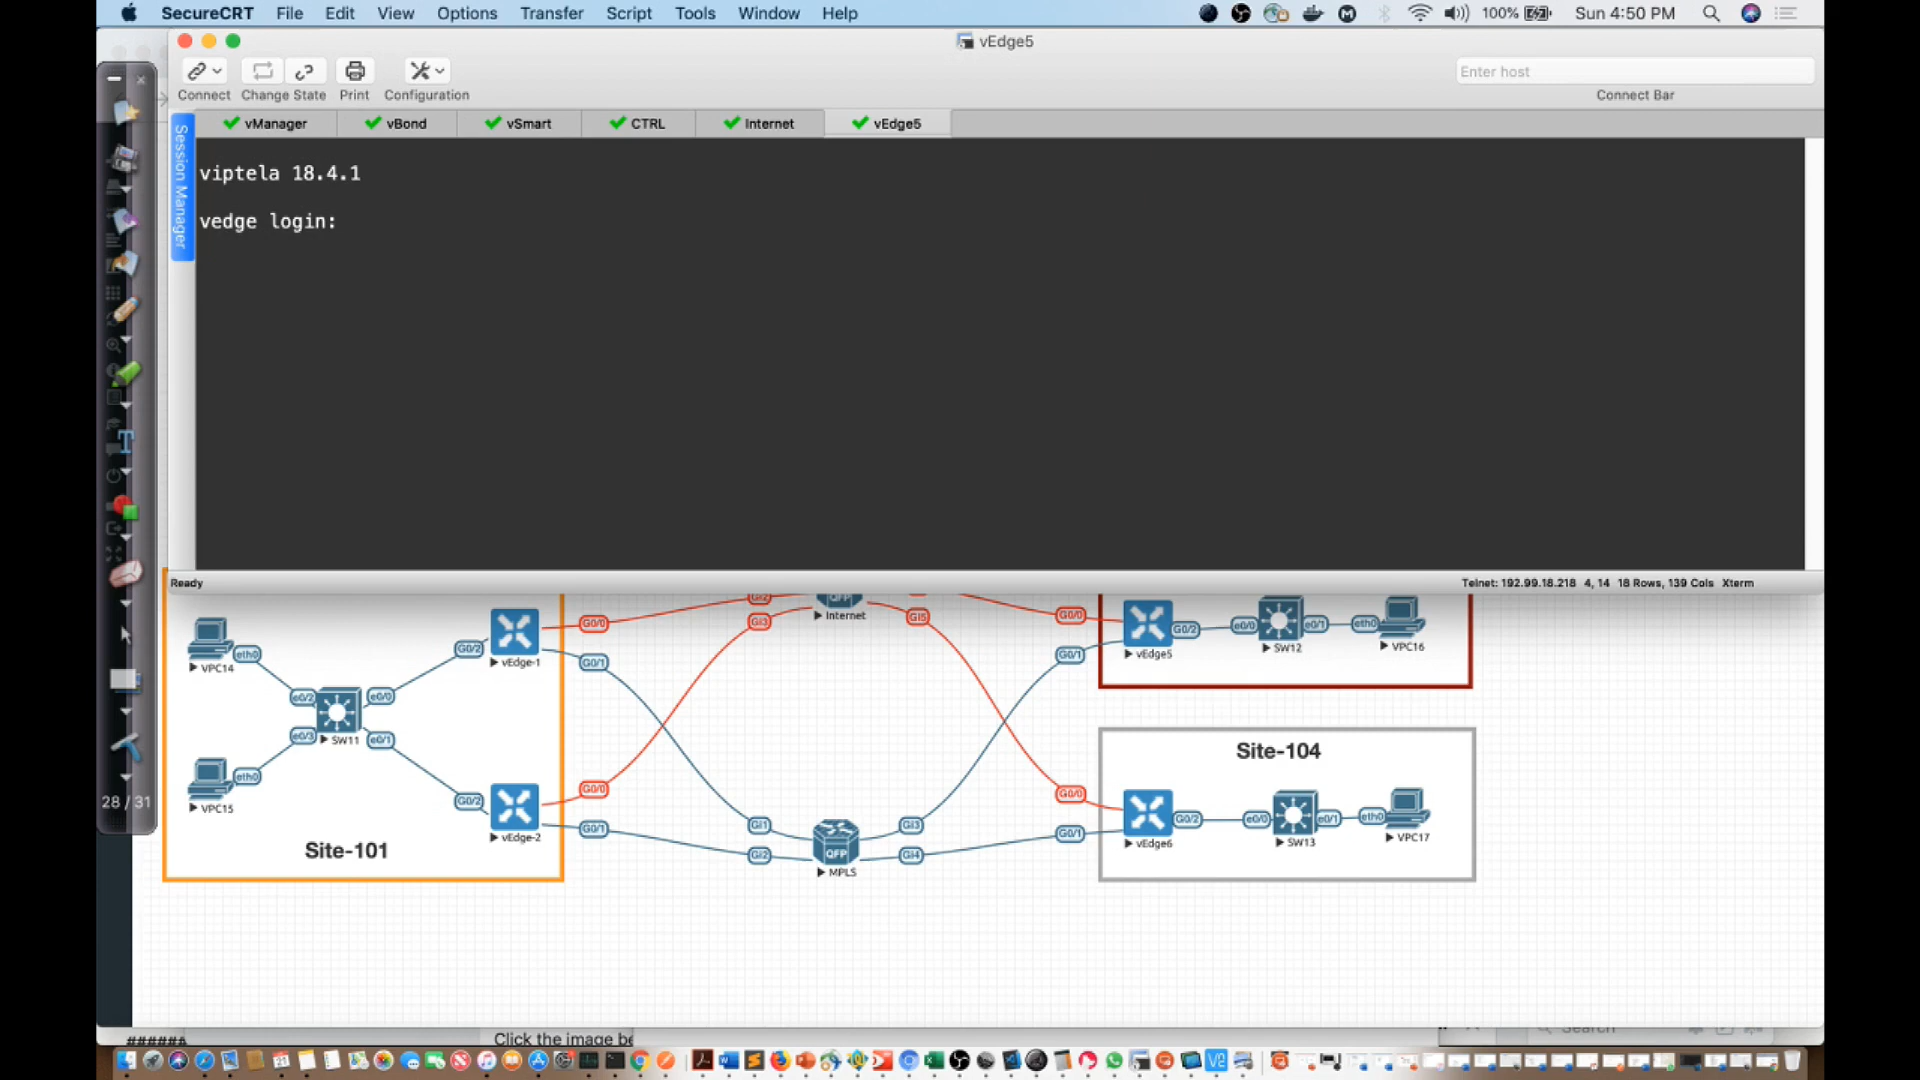 SecureCRT File Edit View Options Transfer Script Tools Window Help 100% Sun 4:50 PM
vEdge5
Enter host
Connect Change State Print Configuration Connect Bar
vManager vBond vSmart CTRL Internet vEdge5
Session Manager
viptela 18.4.1
vedge login:
Ready Telnet: 192.99.18.218 4, 14 18 Rows, 139 Cols Xterm
Gi2
Internet
G0/0 Gi3 Gi5 G0/0
VPC14 eth0 G0/2 vEdge-1 G0/1
G0/1 vEdge5 G0/2 e0/0 SW12 e0/1 eth0 VPC16
e0/2 e0/0
SW11
e0/3 e0/1
Site-104
VPC15 eth0
G0/2 vEdge-2 G0/0 G0/1
Gi1 Gi3
Gi2 QFP Gi4
MPLS
G0/0 G0/1
vEdge6 G0/2 e0/0 SW13 e0/1 eth0 VPC17
28 / 31
Site-101
######
Click the image be
Search